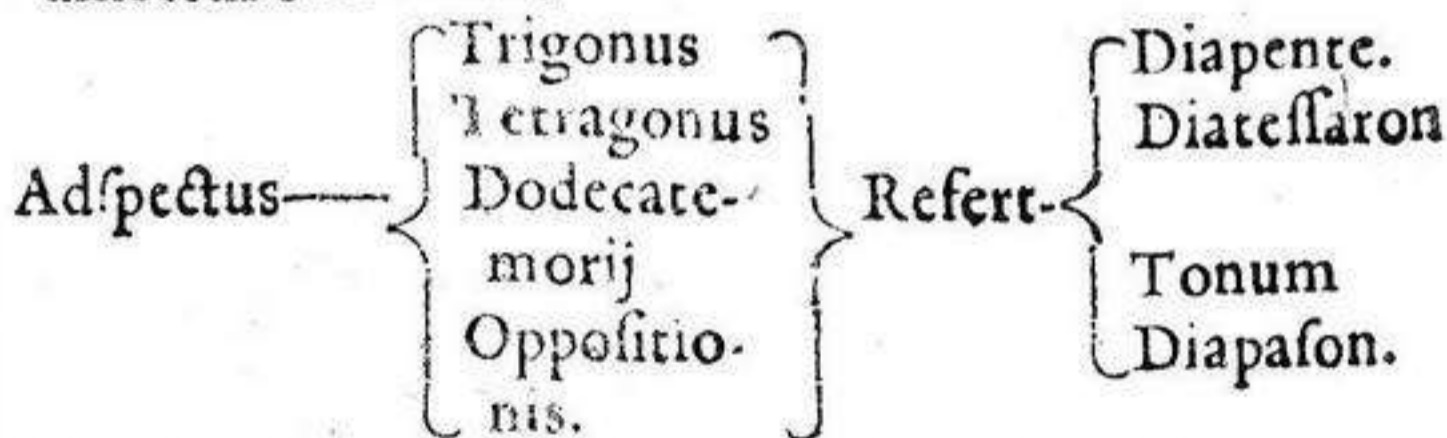 Trigonus
Tetragonus
Adſpectus
Dodecate-
morij
Oppoſitio-
nis.
Refert-
Diapente.
Diateſſaron
Tonum
Diapaſon.